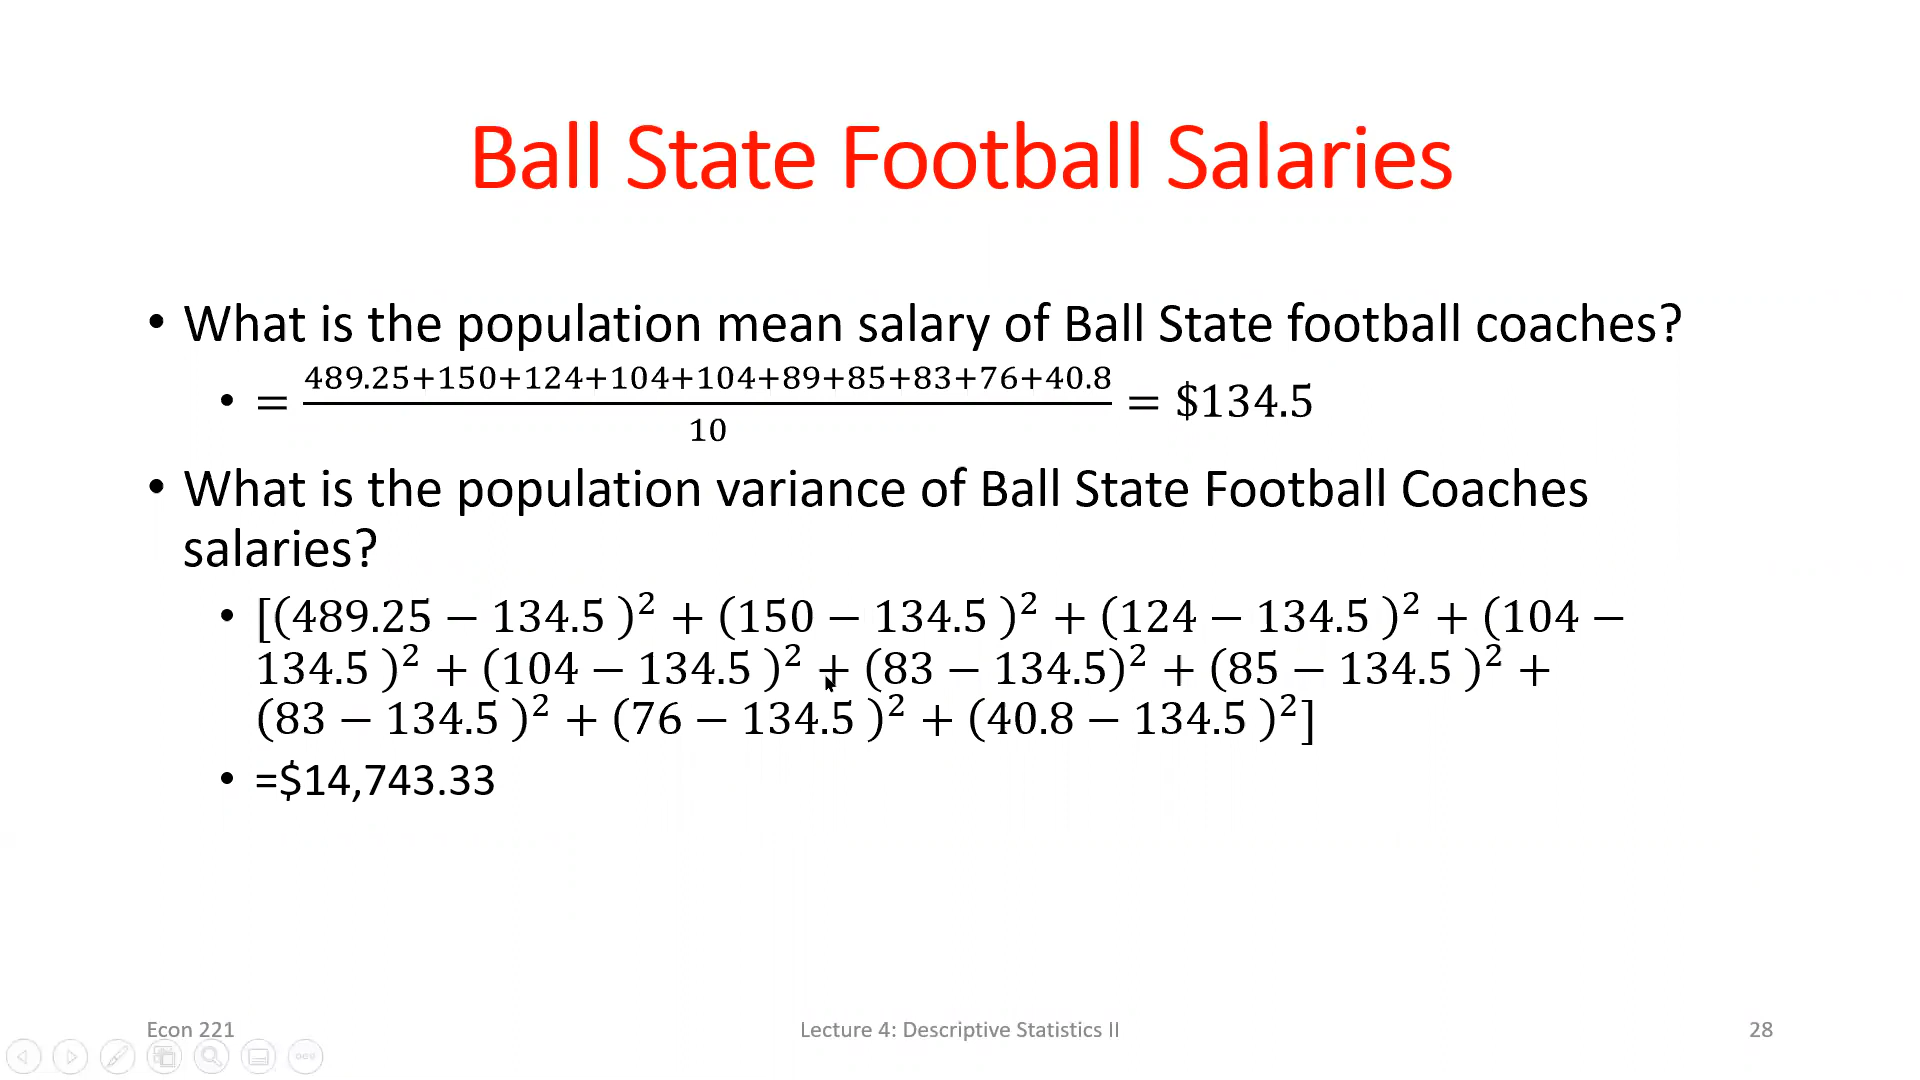 Ball State Football Salaries
• What is the population mean salary of Ball State football coaches?
• = \frac{489.25+150+124+104+104+89+85+83+76+40.8}{10} = $134.5
• What is the population variance of Ball State Football Coaches
salaries?
• [(489.25 − 134.5 )² + (150 − 134.5 )² + (124 − 134.5 )² + (104 −
134.5 )² + (104 − 134.5 )² + (83 − 134.5)² + (85 − 134.5 )² +
(83 − 134.5 )² + (76 − 134.5 )² + (40.8 − 134.5 )²]
• =$14,743.33
Econ 221
Lecture 4: Descriptive Statistics II
28